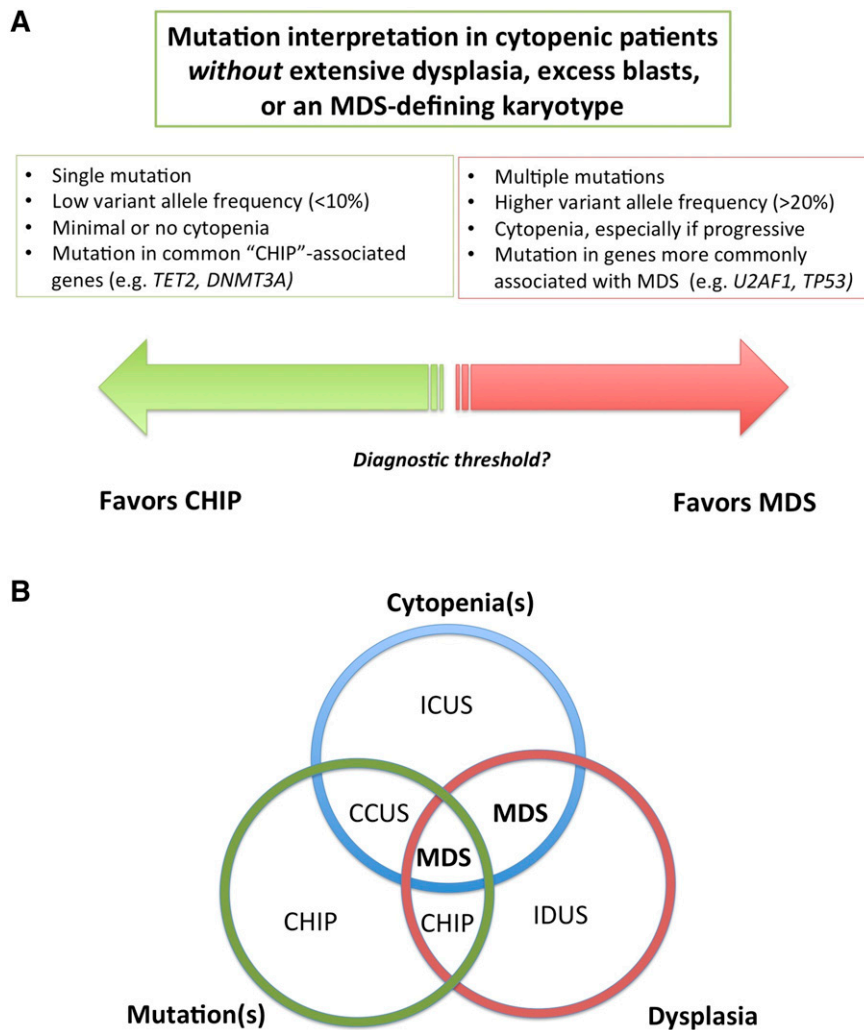 A
Mutation interpretation in cytopenic patients
without extensive dysplasia, excess blasts,
or an MDS-defining karyotype
• Single mutation
• Low variant allele frequency (<10%)
• Minimal or no cytopenia
• Mutation in common “CHIP”-associated
genes (e.g. TET2, DNMT3A)
• Multiple mutations
• Higher variant allele frequency (>20%)
• Cytopenia, especially if progressive
• Mutation in genes more commonly
associated with MDS (e.g. U2AF1, TP53)
Diagnostic threshold?
Favors CHIP
Favors MDS
B
Cytopenia(s)
ICUS
CCUS
MDS
MDS
CHIP
CHIP
IDUS
Mutation(s)
Dysplasia